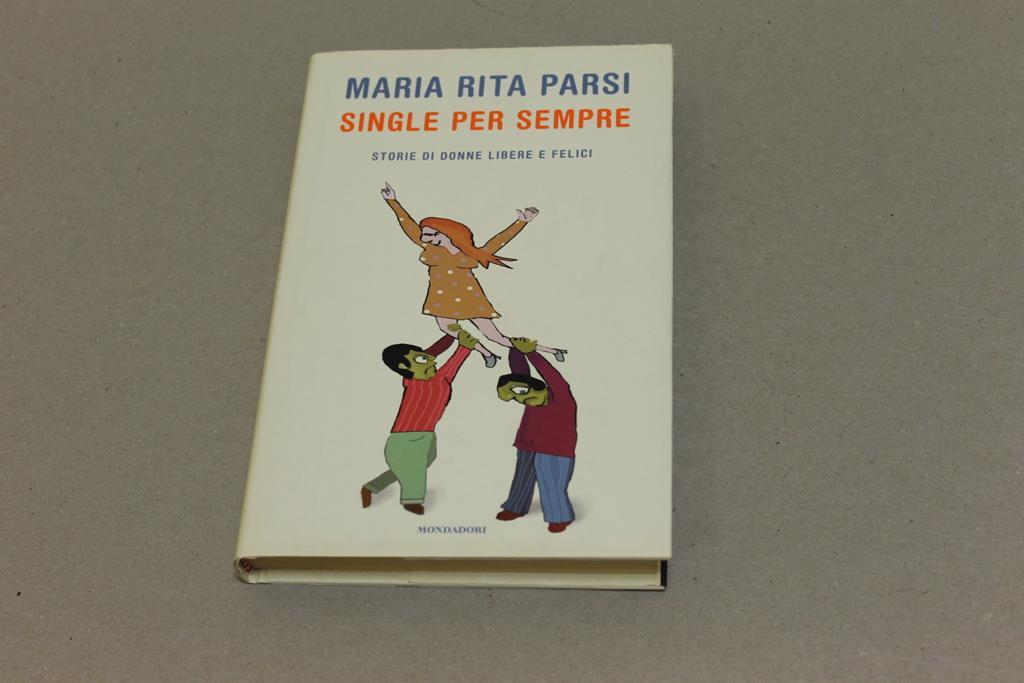 MARIA RITA PARSI
SINGLE PER SEMPRE
STORIE DI DONNE LIBERE E FELICI
MONDADORI